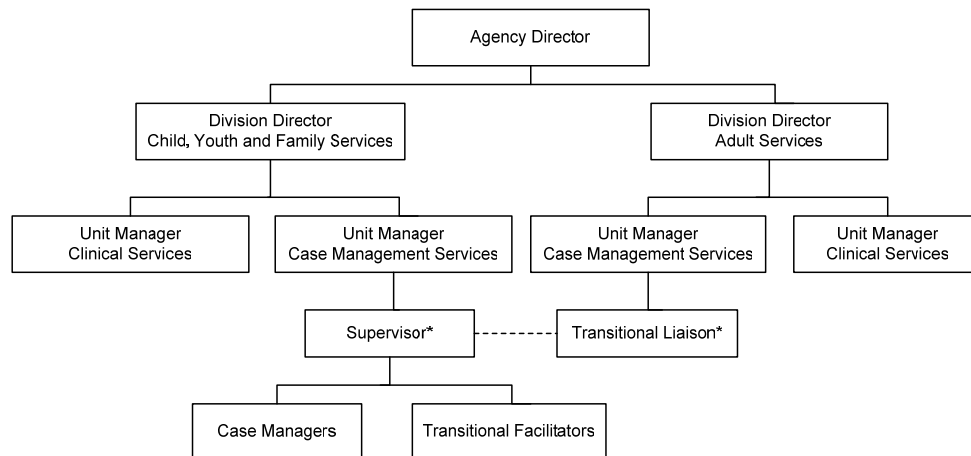 Agency Director
Division Director
Child, Youth and Family Services
Division Director
Adult Services
Unit Manager
Clinical Services
Unit Manager
Case Management Services
Unit Manager
Case Management Services
Unit Manager
Clinical Services
Supervisor*
Transitional Liaison*
Case Managers
Transitional Facilitators